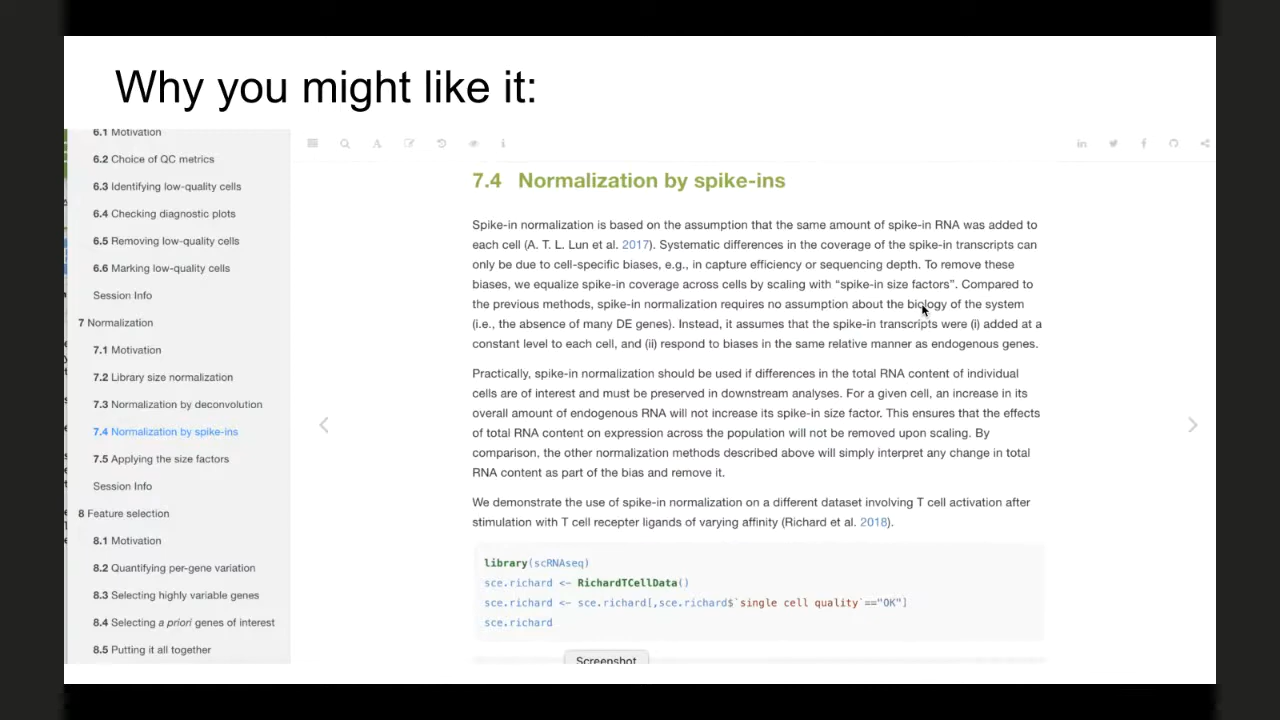 Why you might like it:
6.1 Motivation
6.2 Choice of QC metrics
6.3 Identifying low-quality cells
6.4 Checking diagnostic plots
6.5 Removing low-quality cells
6.6 Marking low-quality cells
Session Info
7 Normalization
7.1 Motivation
7.2 Library size normalization
7.3 Normalization by deconvolution
7.4 Normalization by spike-ins
7.5 Applying the size factors
Session Info
8 Feature selection
8.1 Motivation
8.2 Quantifying per-gene variation
8.3 Selecting highly variable genes
8.4 Selecting a priori genes of interest
8.5 Putting it all together
7.4 Normalization by spike-ins
Spike-in normalization is based on the assumption that the same amount of spike-in RNA was added to
each cell (A. T. L. Lun et al. 2017). Systematic differences in the coverage of the spike-in transcripts can
only be due to cell-specific biases, e.g., in capture efficiency or sequencing depth. To remove these
biases, we equalize spike-in coverage across cells by scaling with “spike-in size factors”. Compared to
the previous methods, spike-in normalization requires no assumption about the biology of the system
(i.e., the absence of many DE genes). Instead, it assumes that the spike-in transcripts were (i) added at a
constant level to each cell, and (ii) respond to biases in the same relative manner as endogenous genes.
Practically, spike-in normalization should be used if differences in the total RNA content of individual
cells are of interest and must be preserved in downstream analyses. For a given cell, an increase in its
overall amount of endogenous RNA will not increase its spike-in size factor. This ensures that the effects
of total RNA content on expression across the population will not be removed upon scaling. By
comparison, the other normalization methods described above will simply interpret any change in total
RNA content as part of the bias and remove it.
We demonstrate the use of spike-in normalization on a different dataset involving T cell activation after
stimulation with T cell recepter ligands of varying affinity (Richard et al. 2018).
library(scRNAseq)
sce.richard <- RichardTCellData()
sce.richard <- sce.richard[,sce.richard$`single cell quality`=="OK"]
sce.richard
Screenshot